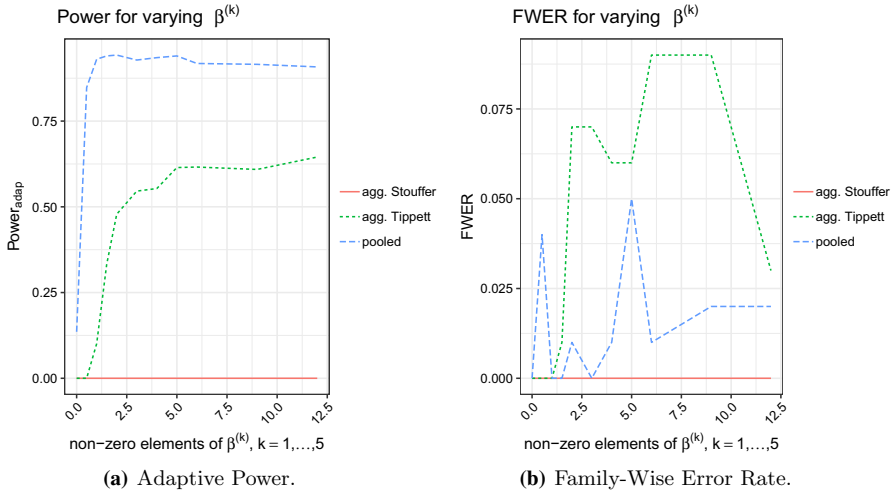 Power for varying β(k)
Power_adap
0.75
0.50
0.25
0.00
0.0
2.5
5.0
7.5
10.0
12.5
non−zero elements of β(k), k = 1,…,5
agg. Stouffer
agg. Tippett
pooled
(a) Adaptive Power.
FWER for varying β(k)
FWER
0.075
0.050
0.025
0.000
0.0
2.5
5.0
7.5
10.0
12.5
non−zero elements of β(k), k = 1,…,5
agg. Stouffer
agg. Tippett
pooled
(b) Family-Wise Error Rate.